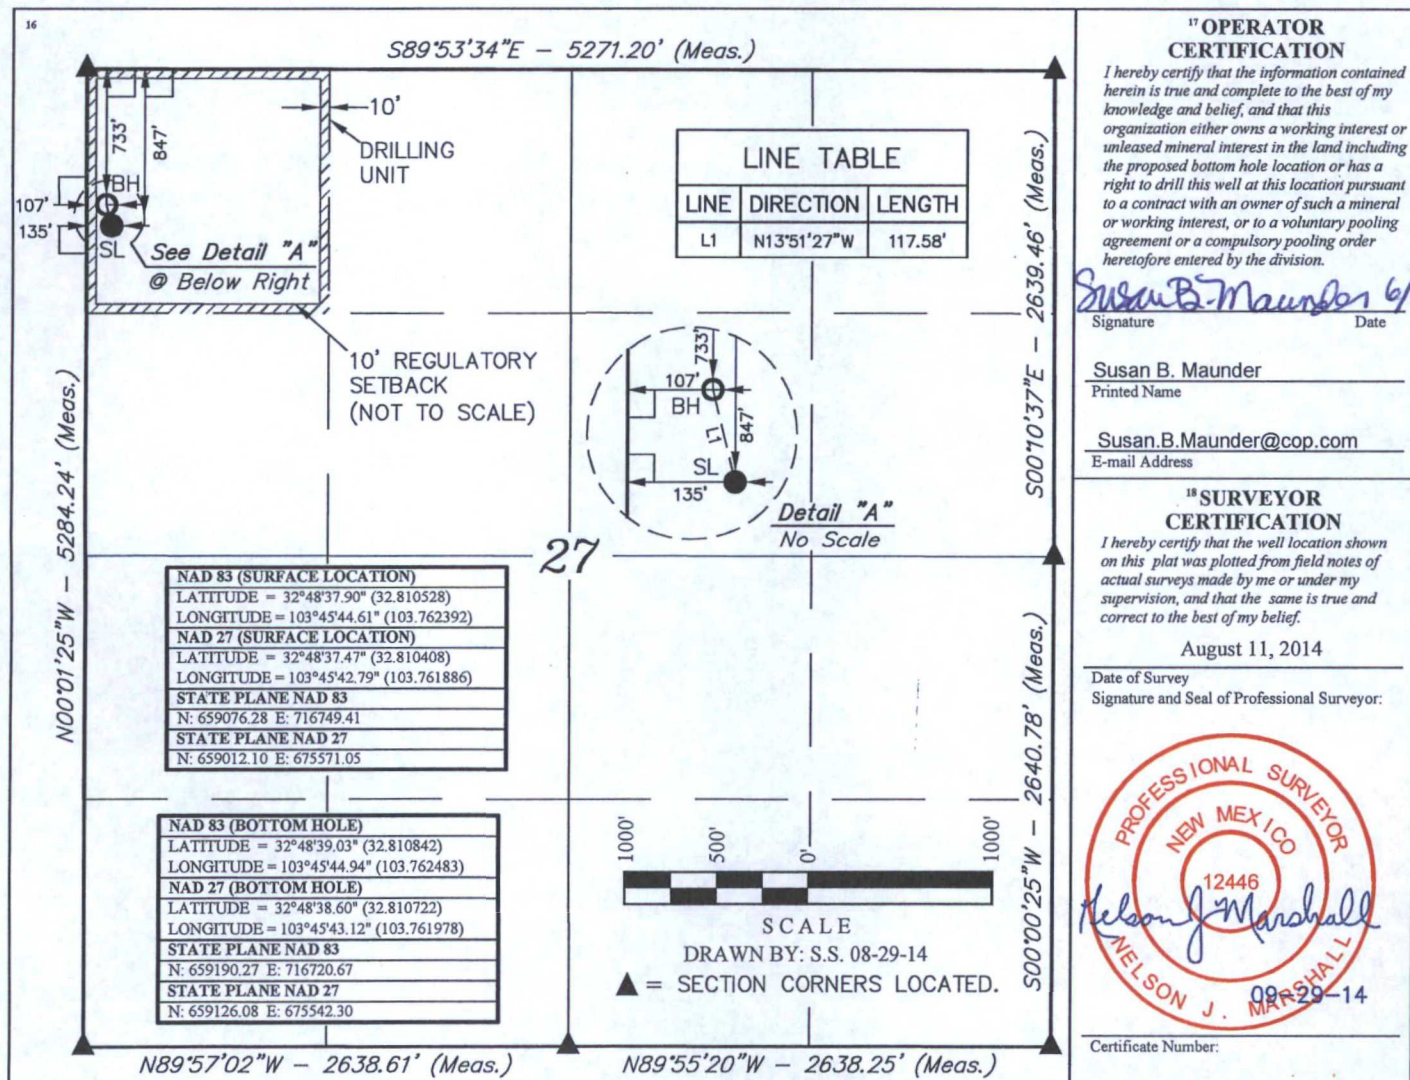 16
S89°53'34"E – 5271.20' (Meas.)
10'
DRILLING
UNIT
733'
847'
BH
107'
135'
SL
See Detail "A"
@ Below Right
10' REGULATORY
SETBACK
(NOT TO SCALE)
LINE TABLE
LINE DIRECTION LENGTH
L1 N13°51'27"W 117.58'
733'
107'
BH
847'
L1
SL
135'
Detail "A"
No Scale
27
N00°01'25"W – 5284.24' (Meas.)
S00°10'37"E – 2639.46' (Meas.)
S00°00'25"W – 2640.78' (Meas.)
NAD 83 (SURFACE LOCATION)
LATITUDE = 32°48'37.90" (32.810528)
LONGITUDE = 103°45'44.61" (103.762392)
NAD 27 (SURFACE LOCATION)
LATITUDE = 32°48'37.47" (32.810408)
LONGITUDE = 103°45'42.79" (103.761886)
STATE PLANE NAD 83
N: 659076.28 E: 716749.41
STATE PLANE NAD 27
N: 659012.10 E: 675571.05
NAD 83 (BOTTOM HOLE)
LATITUDE = 32°48'39.03" (32.810842)
LONGITUDE = 103°45'44.94" (103.762483)
NAD 27 (BOTTOM HOLE)
LATITUDE = 32°48'38.60" (32.810722)
LONGITUDE = 103°45'43.12" (103.761978)
STATE PLANE NAD 83
N: 659190.27 E: 716720.67
STATE PLANE NAD 27
N: 659126.08 E: 675542.30
1000' 500' 0' 1000'
SCALE
DRAWN BY: S.S. 08-29-14
▲ = SECTION CORNERS LOCATED.
N89°57'02"W – 2638.61' (Meas.)
N89°55'20"W – 2638.25' (Meas.)
17 OPERATOR
CERTIFICATION
I hereby certify that the information contained
herein is true and complete to the best of my
knowledge and belief, and that this
organization either owns a working interest or
unleased mineral interest in the land including
the proposed bottom hole location or has a
right to drill this well at this location pursuant
to a contract with an owner of such a mineral
or working interest, or to a voluntary pooling
agreement or a compulsory pooling order
heretofore entered by the division.
Susan B. Maunder 6/
Signature Date
Susan B. Maunder
Printed Name
Susan.B.Maunder@cop.com
E-mail Address
18 SURVEYOR
CERTIFICATION
I hereby certify that the well location shown
on this plat was plotted from field notes of
actual surveys made by me or under my
supervision, and that the same is true and
correct to the best of my belief.
August 11, 2014
Date of Survey
Signature and Seal of Professional Surveyor:
PROFESSIONAL SURVEYOR
NEW MEXICO
12446
Nelson J Marshall
NELSON J. MARSHALL
09-29-14
Certificate Number: